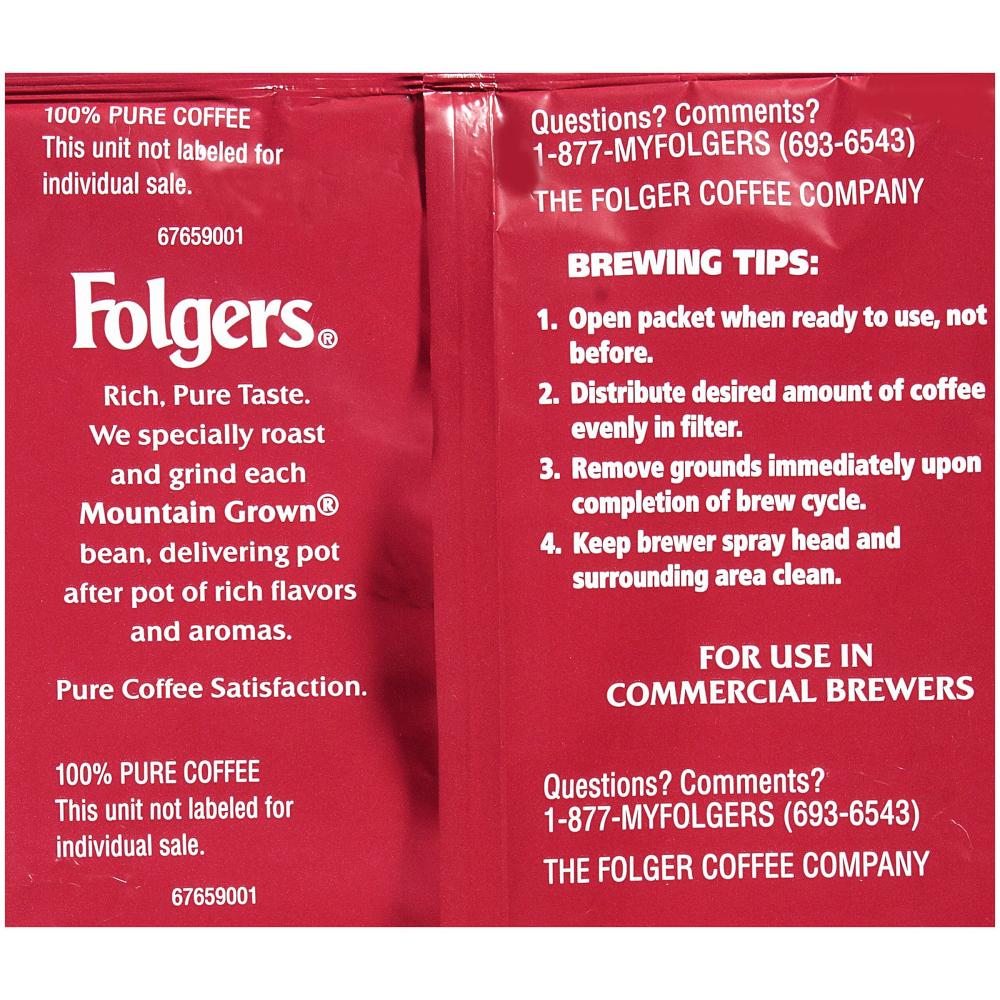 100% PURE COFFEE
This unit not labeled for
individual sale.
67659001
Folgers®
Rich, Pure Taste.
We specially roast
and grind each
Mountain Grown®
bean, delivering pot
after pot of rich flavors
and aromas.
Pure Coffee Satisfaction.
100% PURE COFFEE
This unit not labeled for
individual sale.
67659001
Questions? Comments?
1-877-MYFOLGERS (693-6543)
THE FOLGER COFFEE COMPANY
BREWING TIPS:
1. Open packet when ready to use, not
before.
2. Distribute desired amount of coffee
evenly in filter.
3. Remove grounds immediately upon
completion of brew cycle.
4. Keep brewer spray head and
surrounding area clean.
FOR USE IN
COMMERCIAL BREWERS
Questions? Comments?
1-877-MYFOLGERS (693-6543)
THE FOLGER COFFEE COMPANY